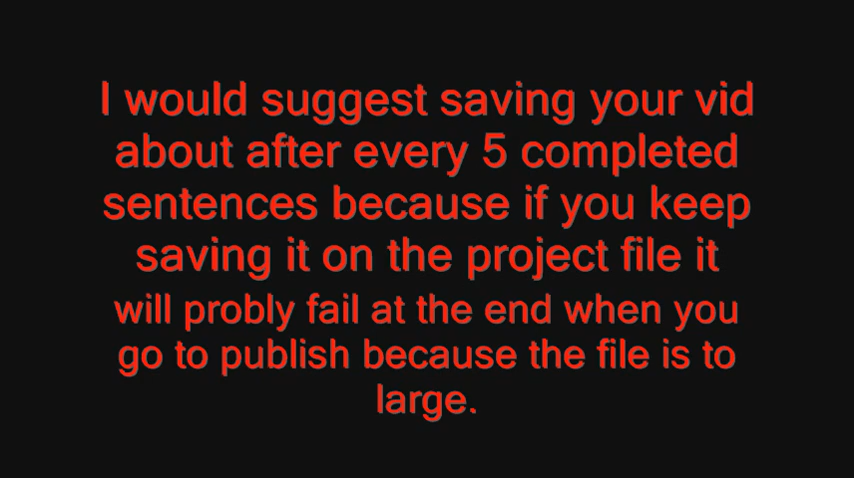 I would suggest saving your vid
about after every 5 completed
sentences because if you keep
saving it on the project file it
will probly fail at the end when you
go to publish because the file is to
large.